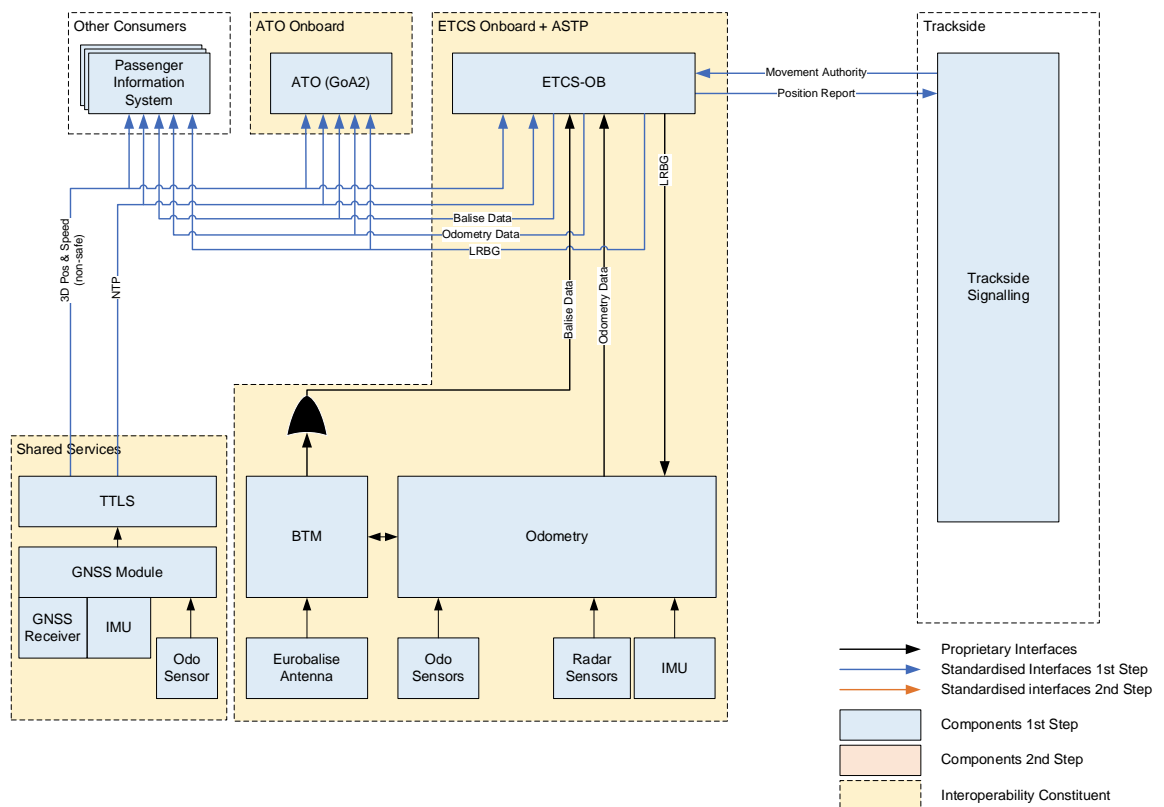 Other Consumers
Passenger
Information
System
ATO Onboard
ATO (GoA2)
ETCS Onboard + ASTP
ETCS-OB
Trackside
Movement Authority
Position Report
LRBG
Balise Data
Odometry Data
LRBG
3D Pos & Speed
(non-safe)
NTP
Balise Data
Odometry Data
Trackside
Signalling
Shared Services
TTLS
GNSS Module
GNSS
Receiver
IMU
Odo
Sensor
BTM
Odometry
Eurobalise
Antenna
Odo
Sensors
Radar
Sensors
IMU
Proprietary Interfaces
Standardised Interfaces 1st Step
Standardised interfaces 2nd Step
Components 1st Step
Components 2nd Step
Interoperability Constituent